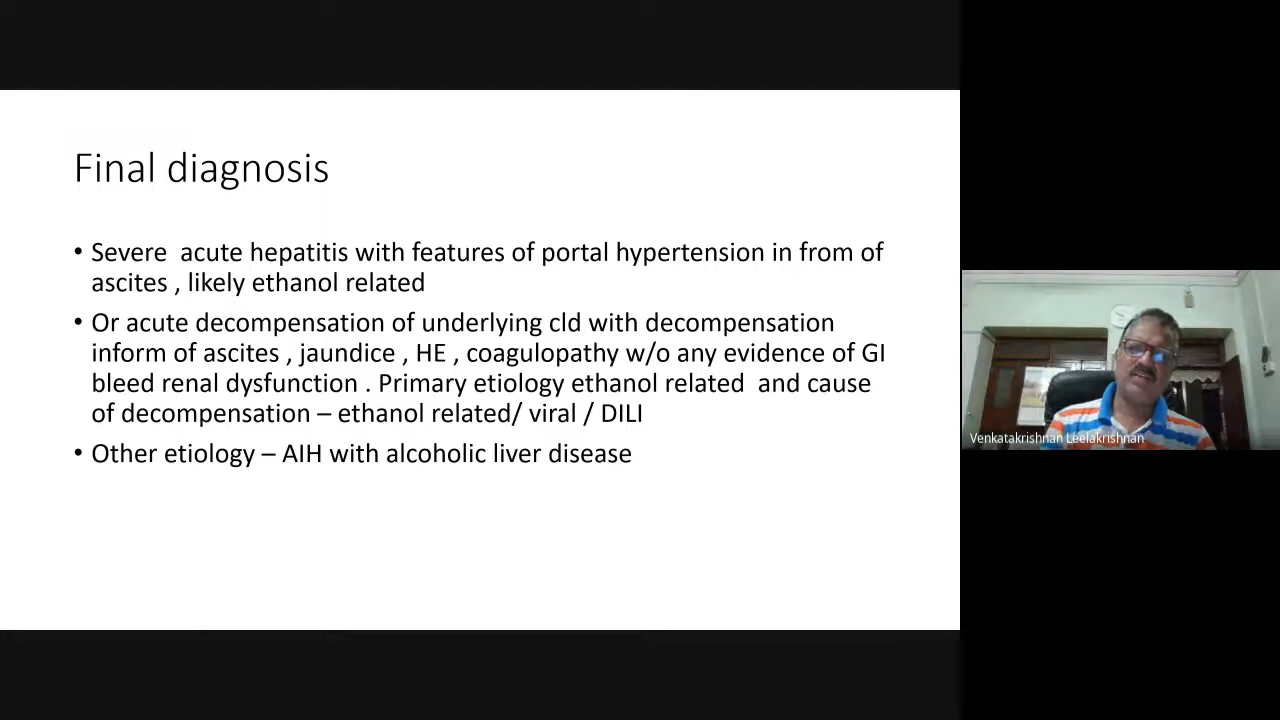 Final diagnosis
• Severe  acute hepatitis with features of portal hypertension in from of
ascites , likely ethanol related
• Or acute decompensation of underlying cld with decompensation
inform of ascites , jaundice , HE , coagulopathy w/o any evidence of GI
bleed renal dysfunction . Primary etiology ethanol related  and cause
of decompensation – ethanol related/ viral / DILI
• Other etiology – AIH with alcoholic liver disease
Venkatakrishnan Leelakrishnan